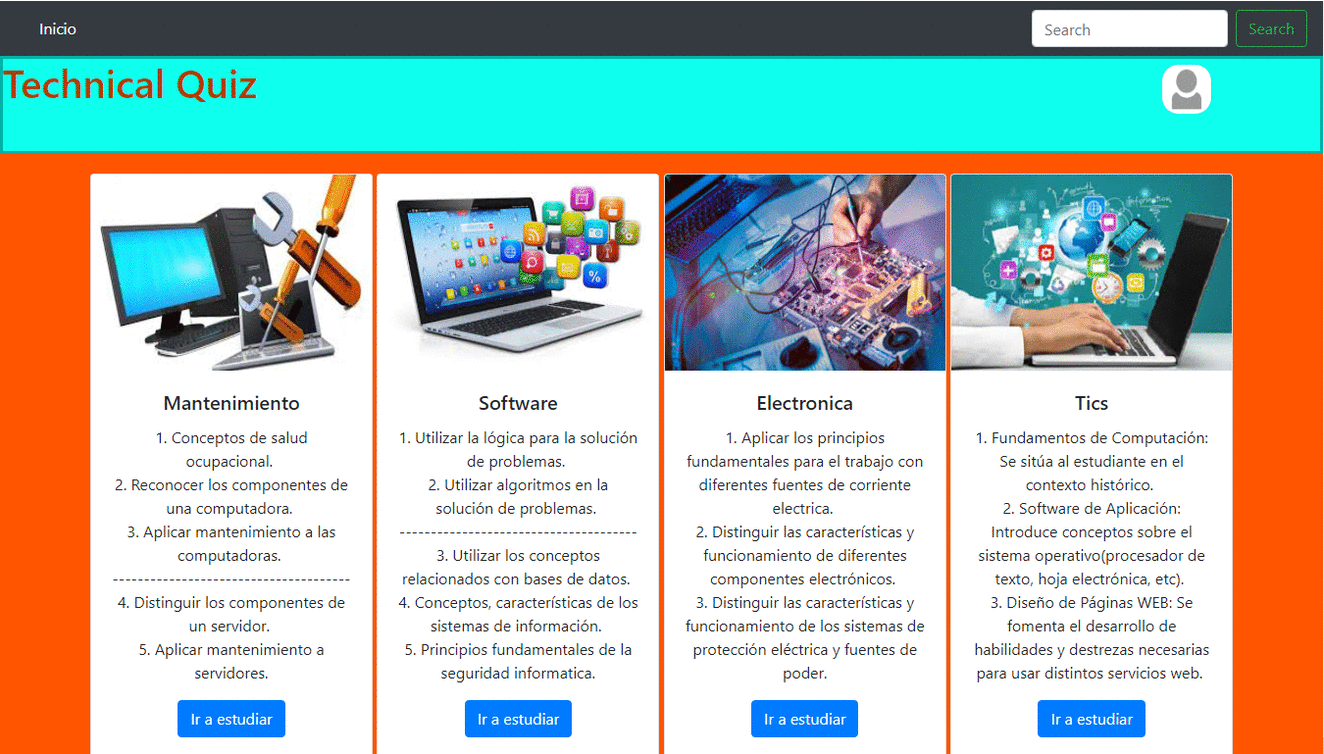 Inicio
Search
Search
Technical Quiz
Mantenimiento
1. Conceptos de salud
ocupacional.
2. Reconocer los componentes de
una computadora.
3. Aplicar mantenimiento a las
computadoras.
--------------------------------------
4. Distinguir los componentes de
un servidor.
5. Aplicar mantenimiento a
servidores.
Ir a estudiar
Software
1. Utilizar la lógica para la solución
de problemas.
2. Utilizar algoritmos en la
solución de problemas.
--------------------------------------
3. Utilizar los conceptos
relacionados con bases de datos.
4. Conceptos, características de los
sistemas de información.
5. Principios fundamentales de la
seguridad informatica.
Ir a estudiar
Electronica
1. Aplicar los principios
fundamentales para el trabajo con
diferentes fuentes de corriente
electrica.
2. Distinguir las características y
funcionamiento de diferentes
componentes electrónicos.
3. Distinguir las características y
funcionamiento de los sistemas de
protección eléctrica y fuentes de
poder.
Ir a estudiar
Tics
1. Fundamentos de Computación:
Se sitúa al estudiante en el
contexto histórico.
2. Software de Aplicación:
Introduce conceptos sobre el
sistema operativo(procesador de
texto, hoja electrónica, etc).
3. Diseño de Páginas WEB: Se
fomenta el desarrollo de
habilidades y destrezas necesarias
para usar distintos servicios web.
Ir a estudiar